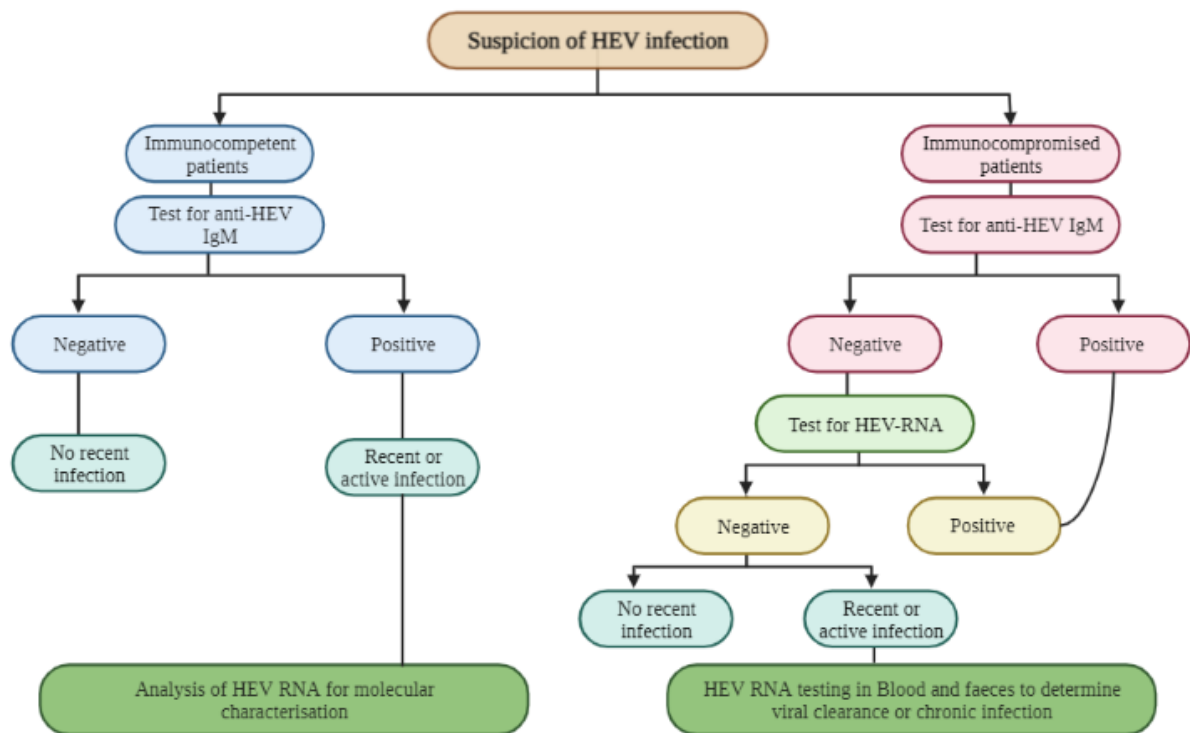 Suspicion of HEV infection
Immunocompetent
patients
Immunocompromised
patients
Test for anti-HEV
IgM
Test for anti-HEV IgM
Negative
Positive
Negative
Positive
Test for HEV-RNA
No recent
infection
Recent or
active infection
Negative
Positive
No recent
infection
Recent or
active infection
Analysis of HEV RNA for molecular
characterisation
HEV RNA testing in Blood and faeces to determine
viral clearance or chronic infection